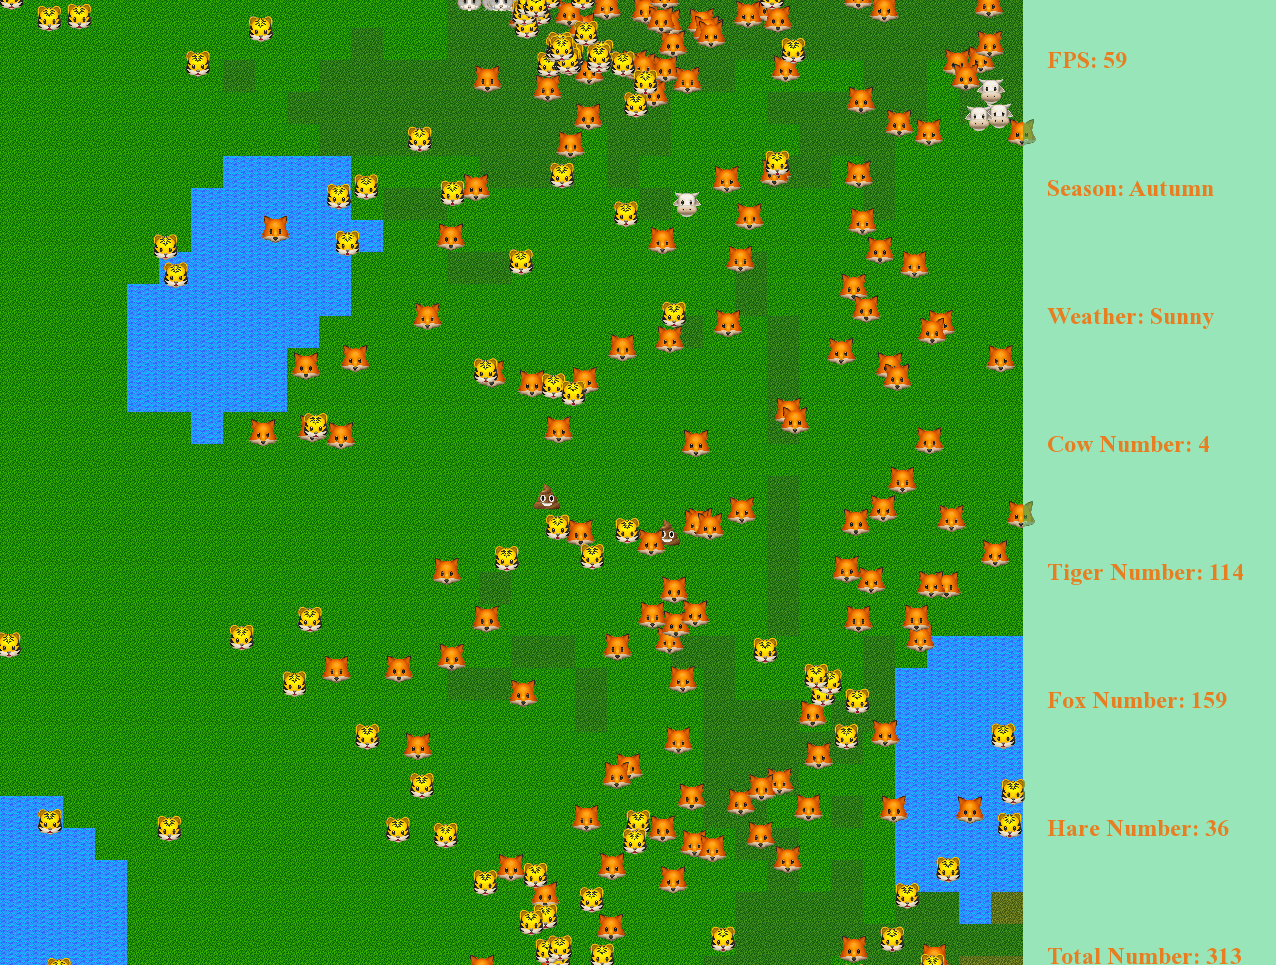 FPS: 59
Season: Autumn
Weather: Sunny
Cow Number: 4
Tiger Number: 114
Fox Number: 159
Hare Number: 36
Total Number: 313